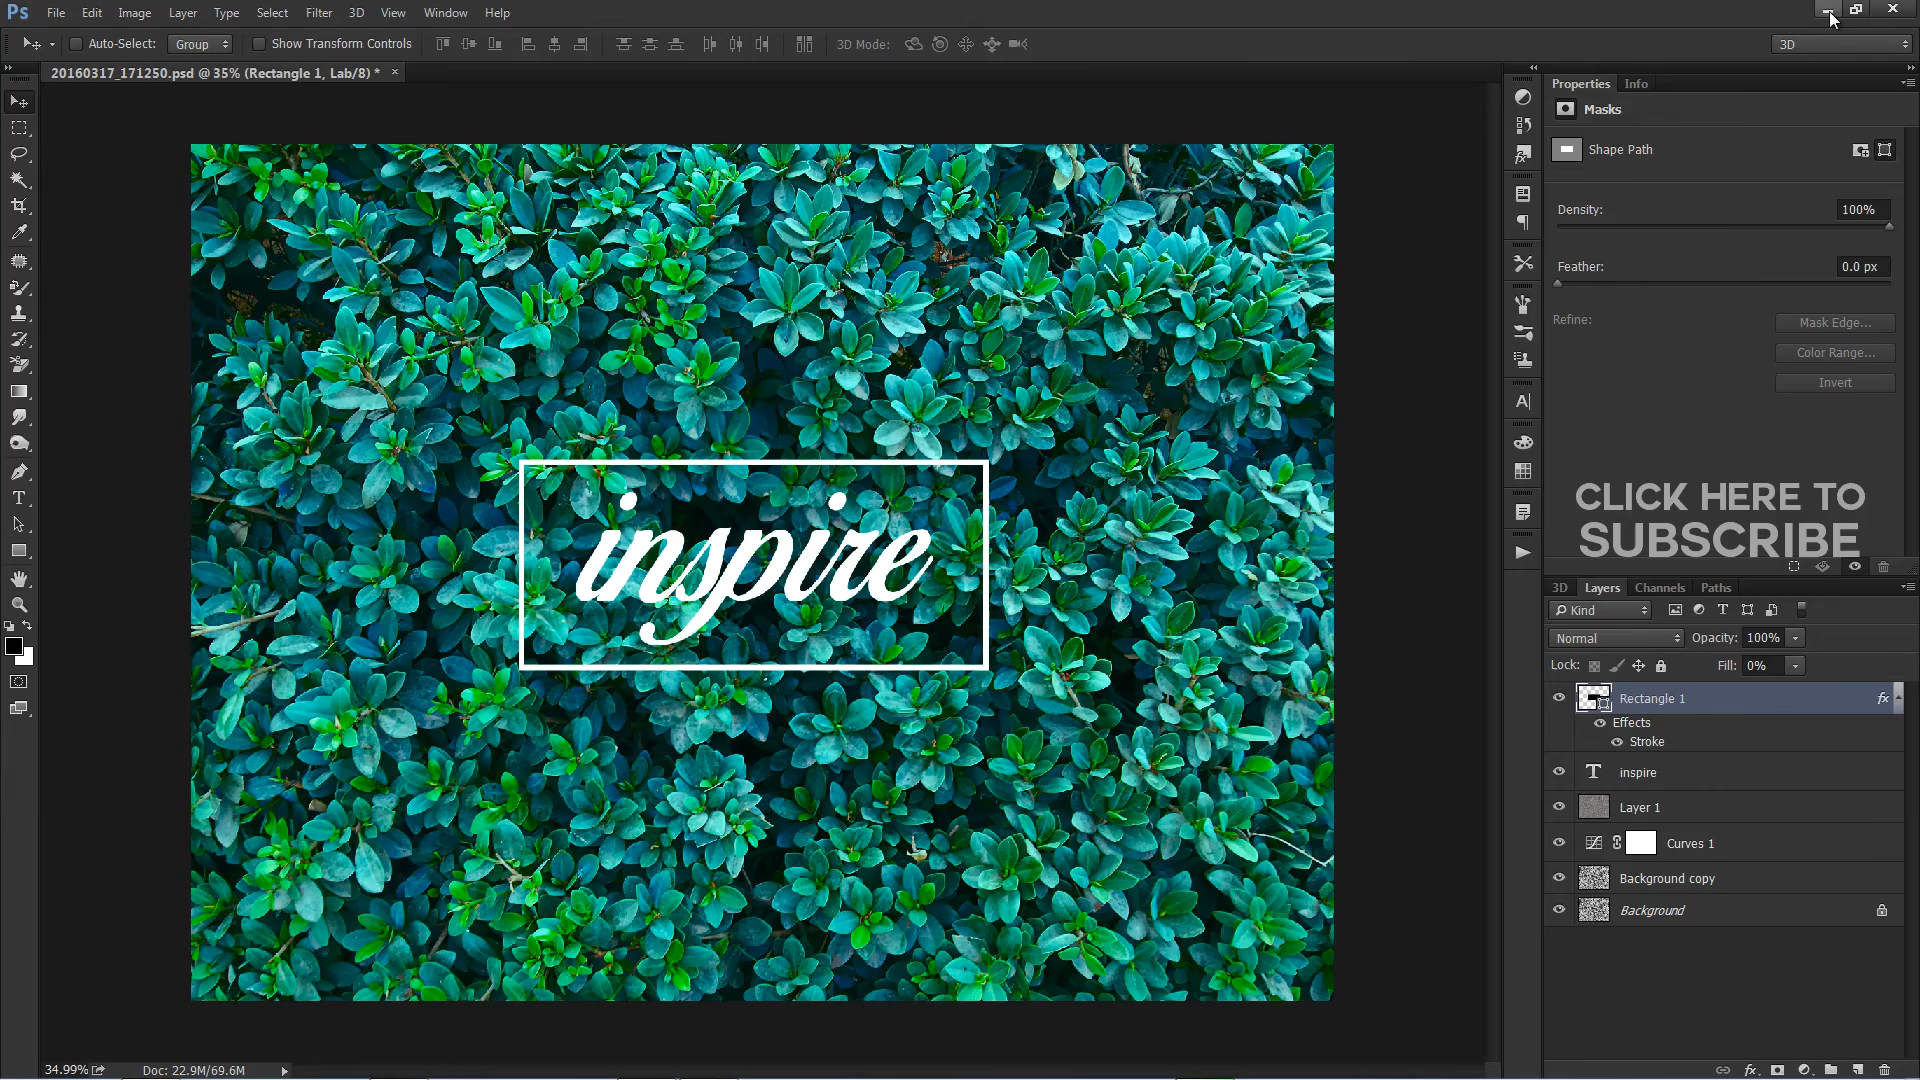 Ps File Edit Image Layer Type Select Filter 3D View Window Help
Auto-Select: Group Show Transform Controls 3D Mode: 3D
20160317_171250.psd @ 35% (Rectangle 1, Lab/8) * ×
Properties Info
Masks
Shape Path
Density: 100%
Feather: 0.0 px
Refine: Mask Edge...
Color Range...
Invert
CLICK HERE TO
SUBSCRIBE
inspire
3D Layers Channels Paths
Kind
Normal Opacity: 100%
Lock: Fill: 0%
Rectangle 1 fx
Effects
Stroke
T inspire
Layer 1
Curves 1
Background copy
Background
34.99% Doc: 22.9M/69.6M